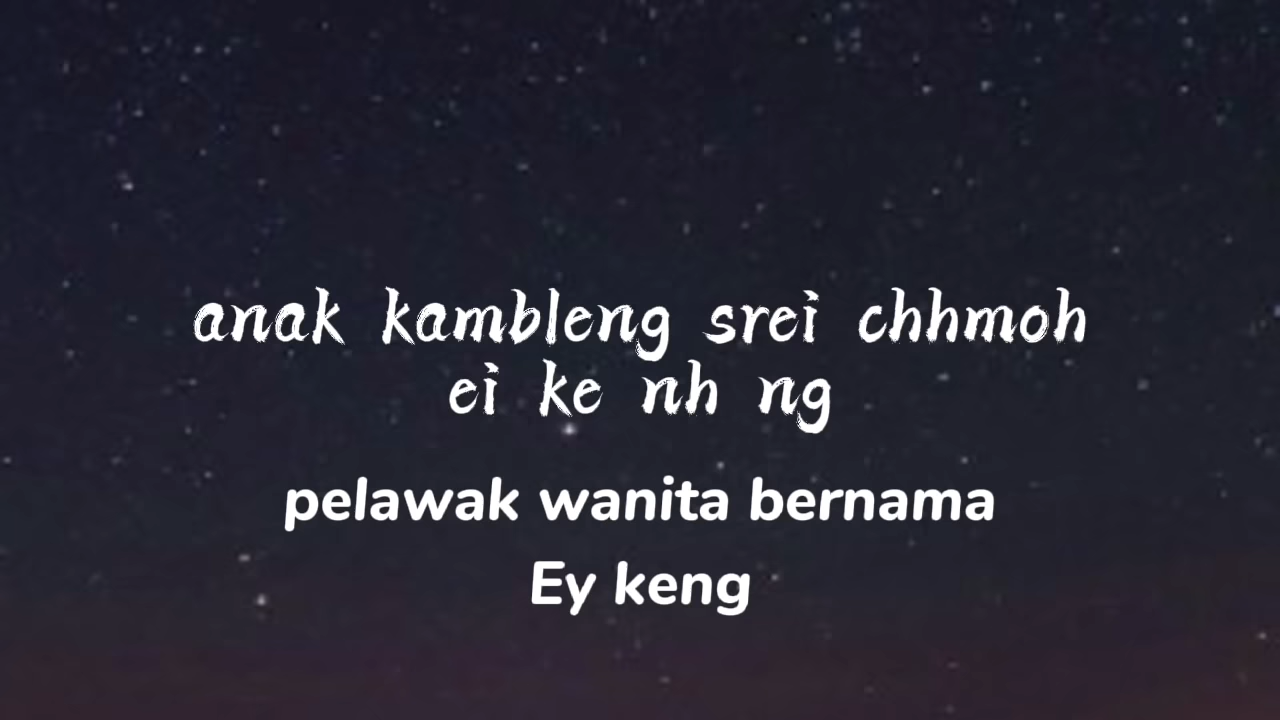 anak kambleng srei chhmoh
ei ke nh ng
pelawak wanita bernama
Ey keng